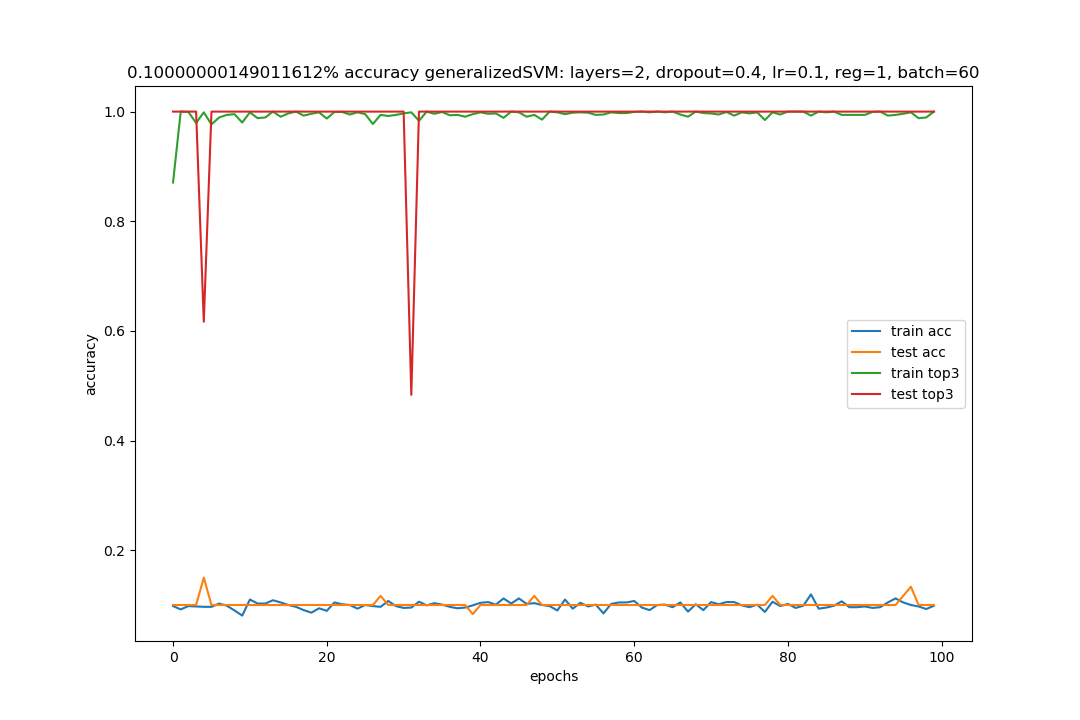 0.10000000149011612% accuracy generalizedSVM: layers=2, dropout=0.4, lr=0.1, reg=1, batch=60
accuracy
1.0
0.8
0.6
0.4
0.2
train acc
test acc
train top3
test top3
0 20 40 60 80 100
epochs